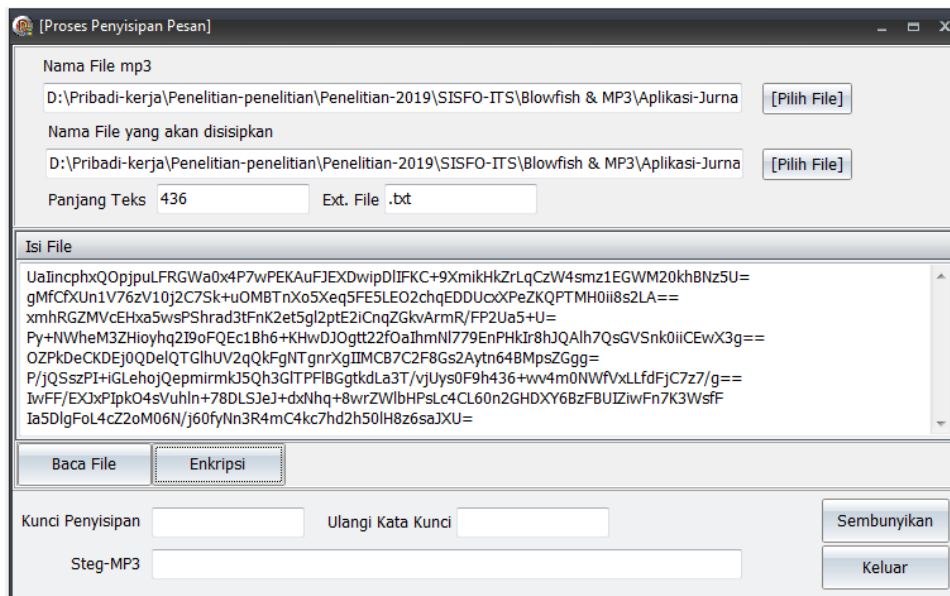 [Proses Penyisipan Pesan]
Nama File mp3
D:\Pribadi-kerja\Penelitian-penelitian\Penelitian-2019\SISFO-ITS\Blowfish & MP3\Aplikasi-Jurna
[Pilih File]
Nama File yang akan disisipkan
D:\Pribadi-kerja\Penelitian-penelitian\Penelitian-2019\SISFO-ITS\Blowfish & MP3\Aplikasi-Jurna
[Pilih File]
Panjang Teks 436 Ext. File .txt
Isi File
UaIincphxQOpjpuLFRGWa0x4P7wPEKAuFJEXDwipDlIFKC+9XmikHkZrLqCzW4smz1EGWM20khBNz5U=
gMfCfXUn1V76zV10j2C7Sk+uOMBTnXo5Xeq5FE5LEO2chqEDDUcxXPeZKQPTMH0ii8s2LA==
xmhRGZMVcEHxa5wsPShrad3tFnK2et5gl2ptE2iCnqZGkvArmR/FP2Ua5+U=
Py+NWheM3ZHioyhq2I9oFQEc1Bh6+KHwDJOgtt22fOaIhmNl779EnPHkIr8hJQAlh7QsGVSnk0iiCEwX3g==
OZPkDeCKDEj0QDelQTGlhUV2qQkFgNTgnrXgIIMCB7C2F8Gs2Aytn64BMpsZGgg=
P/jQSszPI+iGLehojQepmirmkJ5Qh3GlTPFlBGgtkdLa3T/vjUys0F9h436+wv4m0NWfVxLLfdFjC7z7/g==
IwFF/EXJxPIpkO4sVuhln+78DLSJeJ+dxNhq+8wrZWlbHPsLc4CL60n2GHDXY6BzFBUIZiwFn7K3WsfF
Ia5DlgFoL4cZ2oM06N/j60fyNn3R4mC4kc7hd2h50lH8z6saJXU=
Baca File Enkripsi
Kunci Penyisipan Ulangi Kata Kunci Sembunyikan
Steg-MP3 Keluar